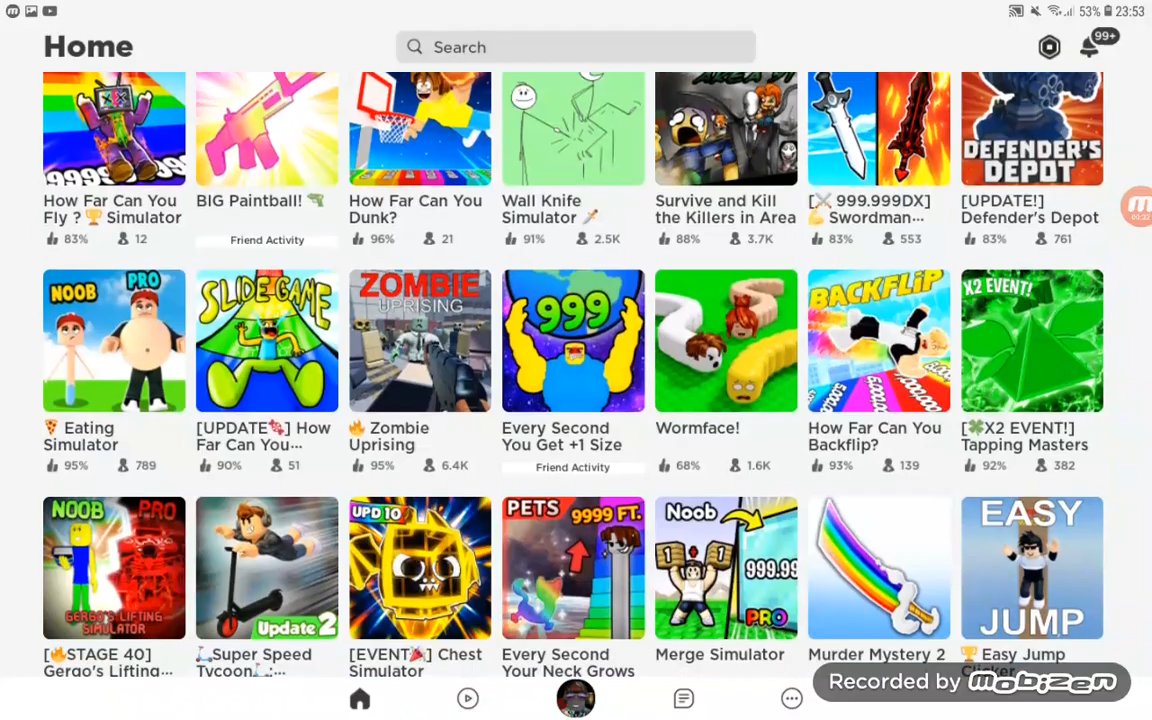 53% 23:53
Home
Search
99+
DEFENDER'S
DEPOT
How Far Can You
Fly ?🏆 Simulator
83% 12
BIG Paintball! 🔫
Friend Activity
How Far Can You
Dunk?
96% 21
Wall Knife
Simulator 🗡️
91% 2.5K
Survive and Kill
the Killers in Area
88% 3.7K
[⚔️ 999.999DX]
💪 Swordman...
83% 553
[UPDATE!]
Defender's Depot
83% 761
NOOB PRO
SLIDE GAME
ZOMBIE
UPRISING
999
BACKFLIP
X2 EVENT!
🍕 Eating
Simulator
95% 789
[UPDATE🍬] How
Far Can You...
90% 51
🔥 Zombie
Uprising
95% 6.4K
Every Second
You Get +1 Size
Friend Activity
Wormface!
68% 1.6K
How Far Can You
Backflip?
93% 139
[🍀X2 EVENT!]
Tapping Masters
92% 382
NOOB PRO
GERGO'S LIFTING
SIMULATOR
Update 2
UPD 10
PETS 9999 FT.
Noob
1 1
999.99
PRO
EASY
JUMP
[🔥STAGE 40]
Gergo's Lifting...
🛴Super Speed
Tycoon🛴...
[EVENT🎉] Chest
Simulator
Every Second
Your Neck Grows
Merge Simulator
Murder Mystery 2
🏆 Easy Jump
Recorded by mobizen